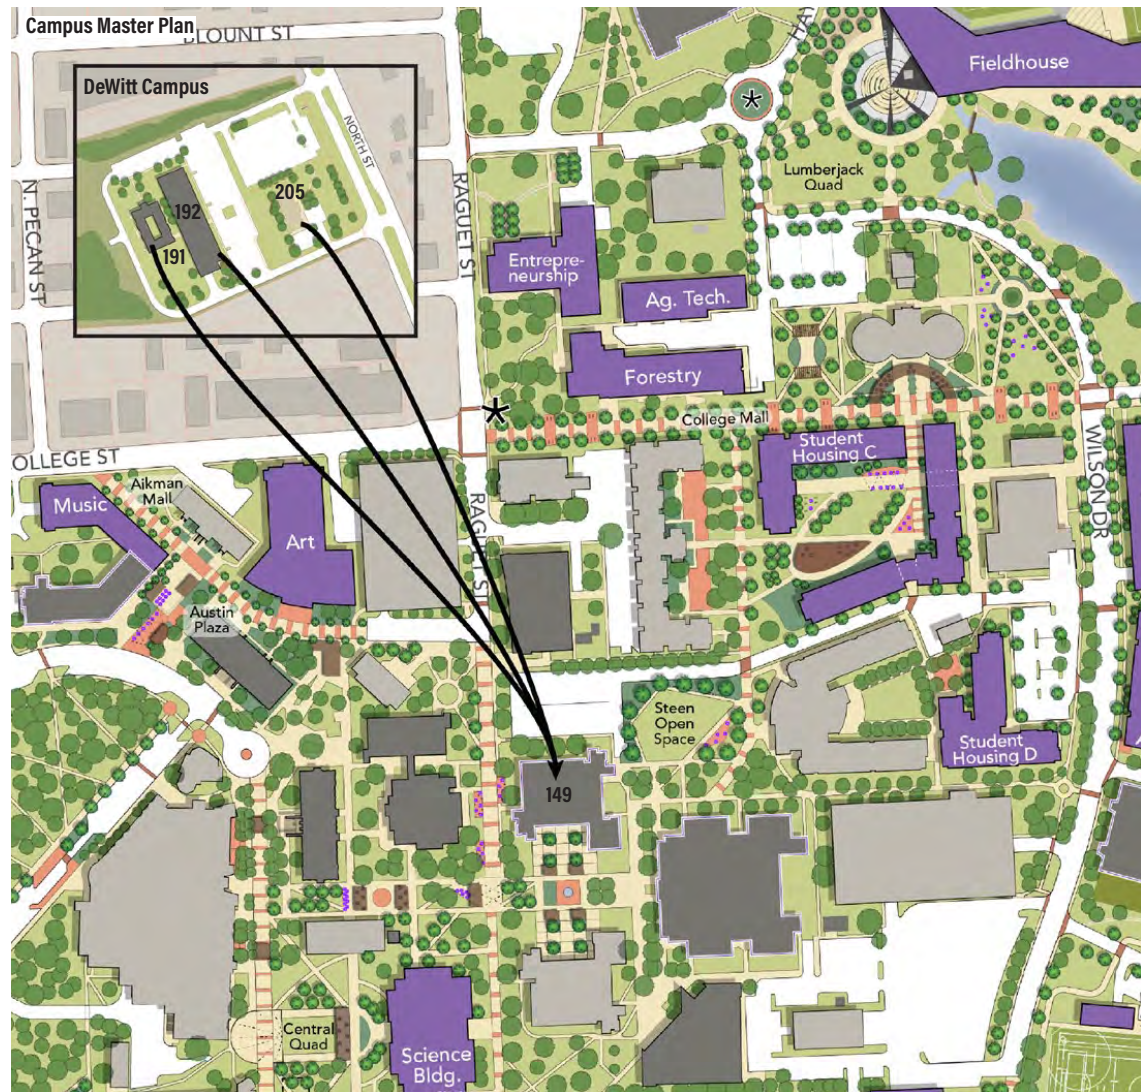 Campus Master Plan
BLOUNT ST
DeWitt Campus
NORTH ST
205
192
191
N. PECAN ST
RAGUET ST
Fieldhouse
Lumberjack
Quad
Entrepre-
neurship
Ag. Tech.
Forestry
College Mall
OLLEGE ST
Student
Housing C
WILSON DR
Aikman
Mall
Music
Art
RAGUET ST
Austin
Plaza
Steen
Open
Space
Student
Housing D
149
Central
Quad
Science
Bldg.